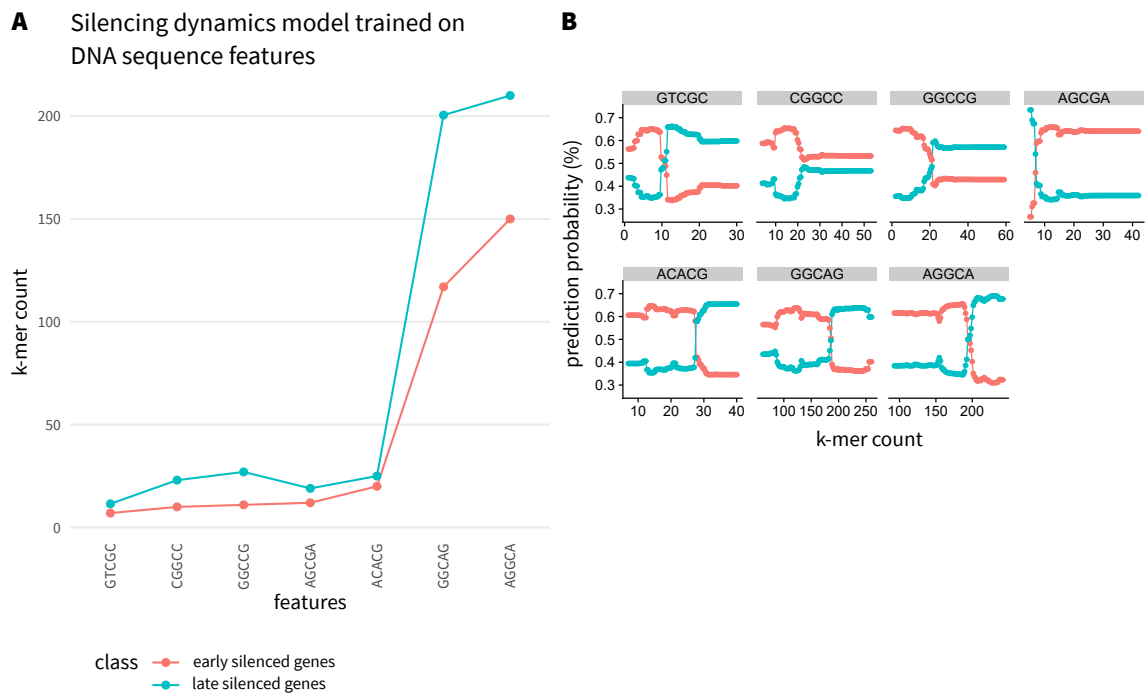 A
Silencing dynamics model trained on
DNA sequence features
k-mer count
200
150
100
50
0
GTCGC
CGGCC
GGCCG
AGCGA
ACACG
GGCAG
AGGCA
features
class
early silenced genes
late silenced genes
B
prediction probability (%)
GTCGC CGGCC GGCCG AGCGA
0.7
0.6
0.5
0.4
0.3
0 10 20 30
10 20 30 40 50
0 20 40 60
10 20 30 40
ACACG GGCAG AGGCA
0.7
0.6
0.5
0.4
0.3
10 20 30 40
100 150 200 250
100 150 200
k-mer count